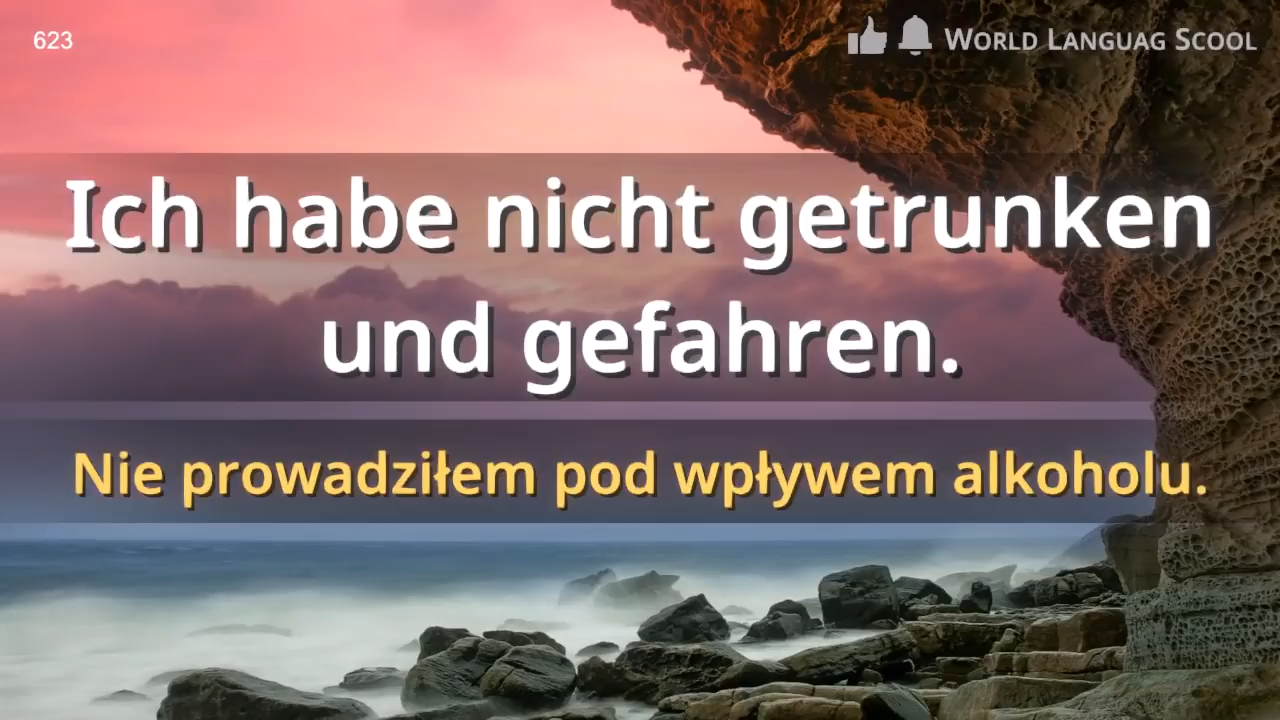 623
World Languag Scool
Ich habe nicht getrunken
und gefahren.
Nie prowadziłem pod wpływem alkoholu.